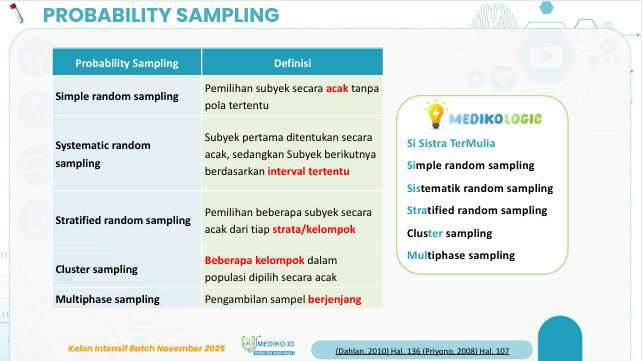 PROBABILITY SAMPLING
Probability Sampling
Definisi
Simple random sampling
Pemilihan subyek secara acak tanpa
pola tertentu
Systematic random
sampling
Subyek pertama ditentukan secara
acak, sedangkan Subyek berikutnya
berdasarkan interval tertentu
Stratified random sampling
Pemilihan beberapa subyek secara
acak dari tiap strata/kelompok
Cluster sampling
Beberapa kelompok dalam
populasi dipilih secara acak
Multiphase sampling
Pengambilan sampel berjenjang
MEDIKOLOGIC
Si Sistra TerMulia
Simple random sampling
Sistematik random sampling
Stratified random sampling
Cluster sampling
Multiphase sampling
Kelon Intensif Batch November 2025
MEDIKO.ID
(Dahlan, 2010) Hal. 136 (Priyono, 2008) Hal. 107